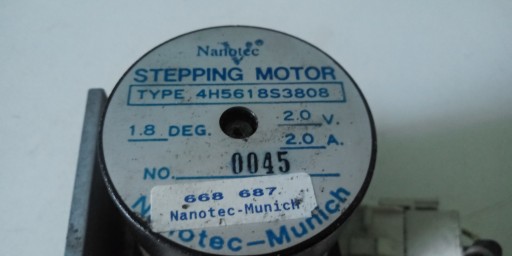 Nanotec
STEPPING MOTOR
TYPE 4H5618S3808
1.8 DEG. 2.0 V.
2.0 A.
NO. 0045
668 687.
Nanotec-Munich
Nanotec-Munich